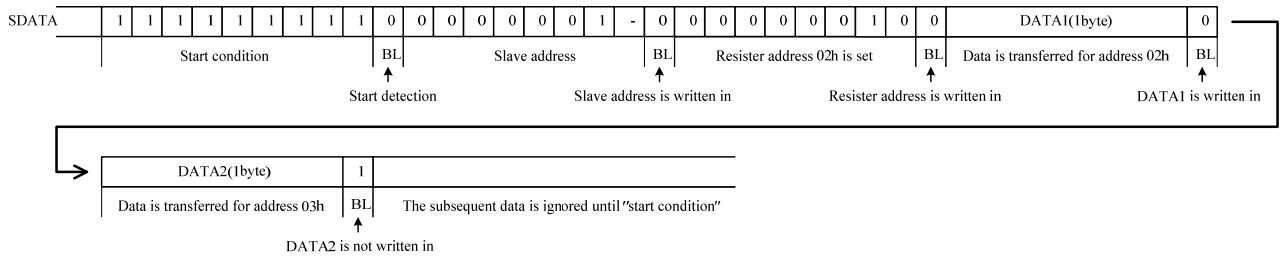 SDATA 1 1 1 1 1 1 1 1 1 0 0 0 0 0 0 0 1 - 0 0 0 0 0 0 0 1 0 0 DATA1(1byte) 0
Start condition BL Slave address BL Resister address 02h is set BL Data is transferred for address 02h BL
Start detection Slave address is written in Resister address is written in DATA1 is written in
DATA2(1byte) 1
Data is transferred for address 03h BL The subsequent data is ignored until "start condition"
DATA2 is not written in